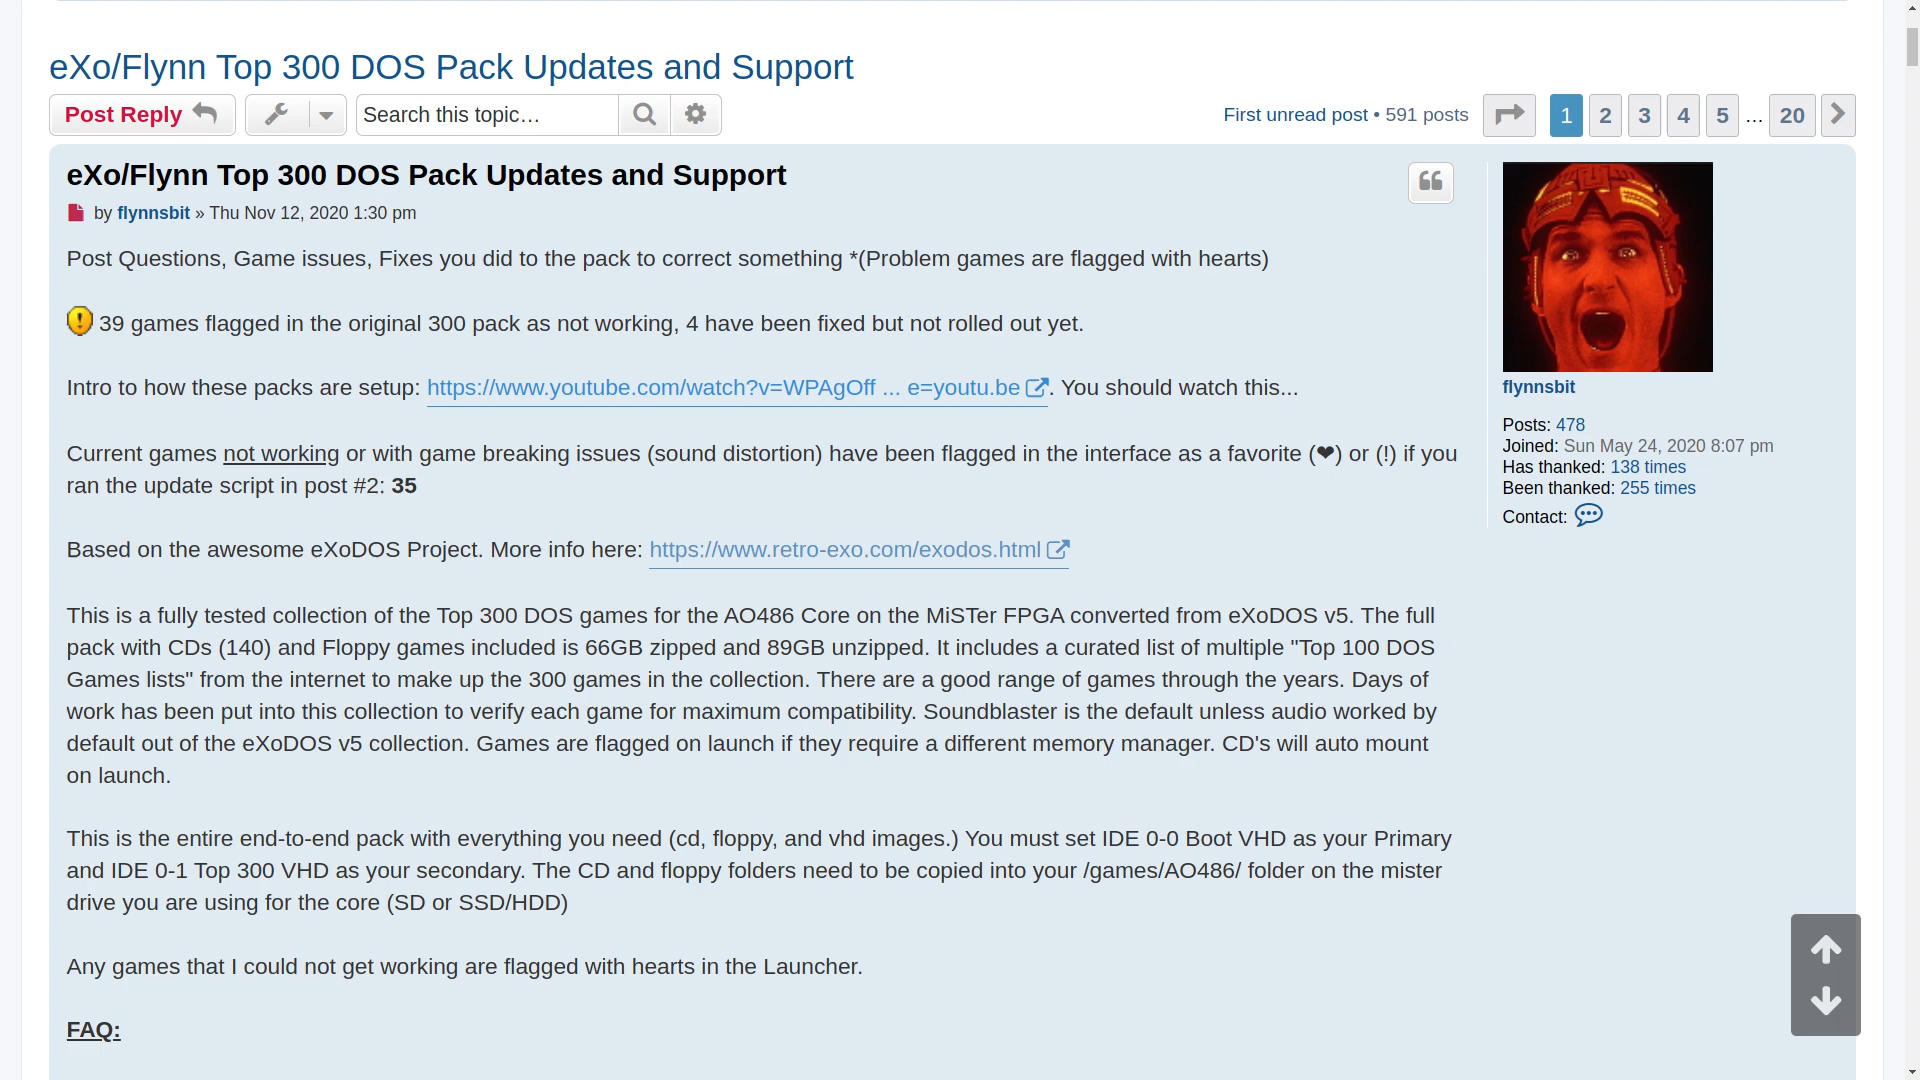 eXo/Flynn Top 300 DOS Pack Updates and Support
Post Reply
Search this topic…
First unread post • 591 posts
1 2 3 4 5 … 20
eXo/Flynn Top 300 DOS Pack Updates and Support
by flynnsbit » Thu Nov 12, 2020 1:30 pm
Post Questions, Game issues, Fixes you did to the pack to correct something *(Problem games are flagged with hearts)
39 games flagged in the original 300 pack as not working, 4 have been fixed but not rolled out yet.
Intro to how these packs are setup: https://www.youtube.com/watch?v=WPAgOff ... e=youtu.be. You should watch this...
Current games not working or with game breaking issues (sound distortion) have been flagged in the interface as a favorite (❤) or (!) if you
ran the update script in post #2: 35
Based on the awesome eXoDOS Project. More info here: https://www.retro-exo.com/exodos.html
This is a fully tested collection of the Top 300 DOS games for the AO486 Core on the MiSTer FPGA converted from eXoDOS v5. The full
pack with CDs (140) and Floppy games included is 66GB zipped and 89GB unzipped. It includes a curated list of multiple "Top 100 DOS
Games lists" from the internet to make up the 300 games in the collection. There are a good range of games through the years. Days of
work has been put into this collection to verify each game for maximum compatibility. Soundblaster is the default unless audio worked by
default out of the eXoDOS v5 collection. Games are flagged on launch if they require a different memory manager. CD's will auto mount
on launch.
This is the entire end-to-end pack with everything you need (cd, floppy, and vhd images.) You must set IDE 0-0 Boot VHD as your Primary
and IDE 0-1 Top 300 VHD as your secondary. The CD and floppy folders need to be copied into your /games/AO486/ folder on the mister
drive you are using for the core (SD or SSD/HDD)
Any games that I could not get working are flagged with hearts in the Launcher.
FAQ:
flynnsbit
Posts: 478
Joined: Sun May 24, 2020 8:07 pm
Has thanked: 138 times
Been thanked: 255 times
Contact: